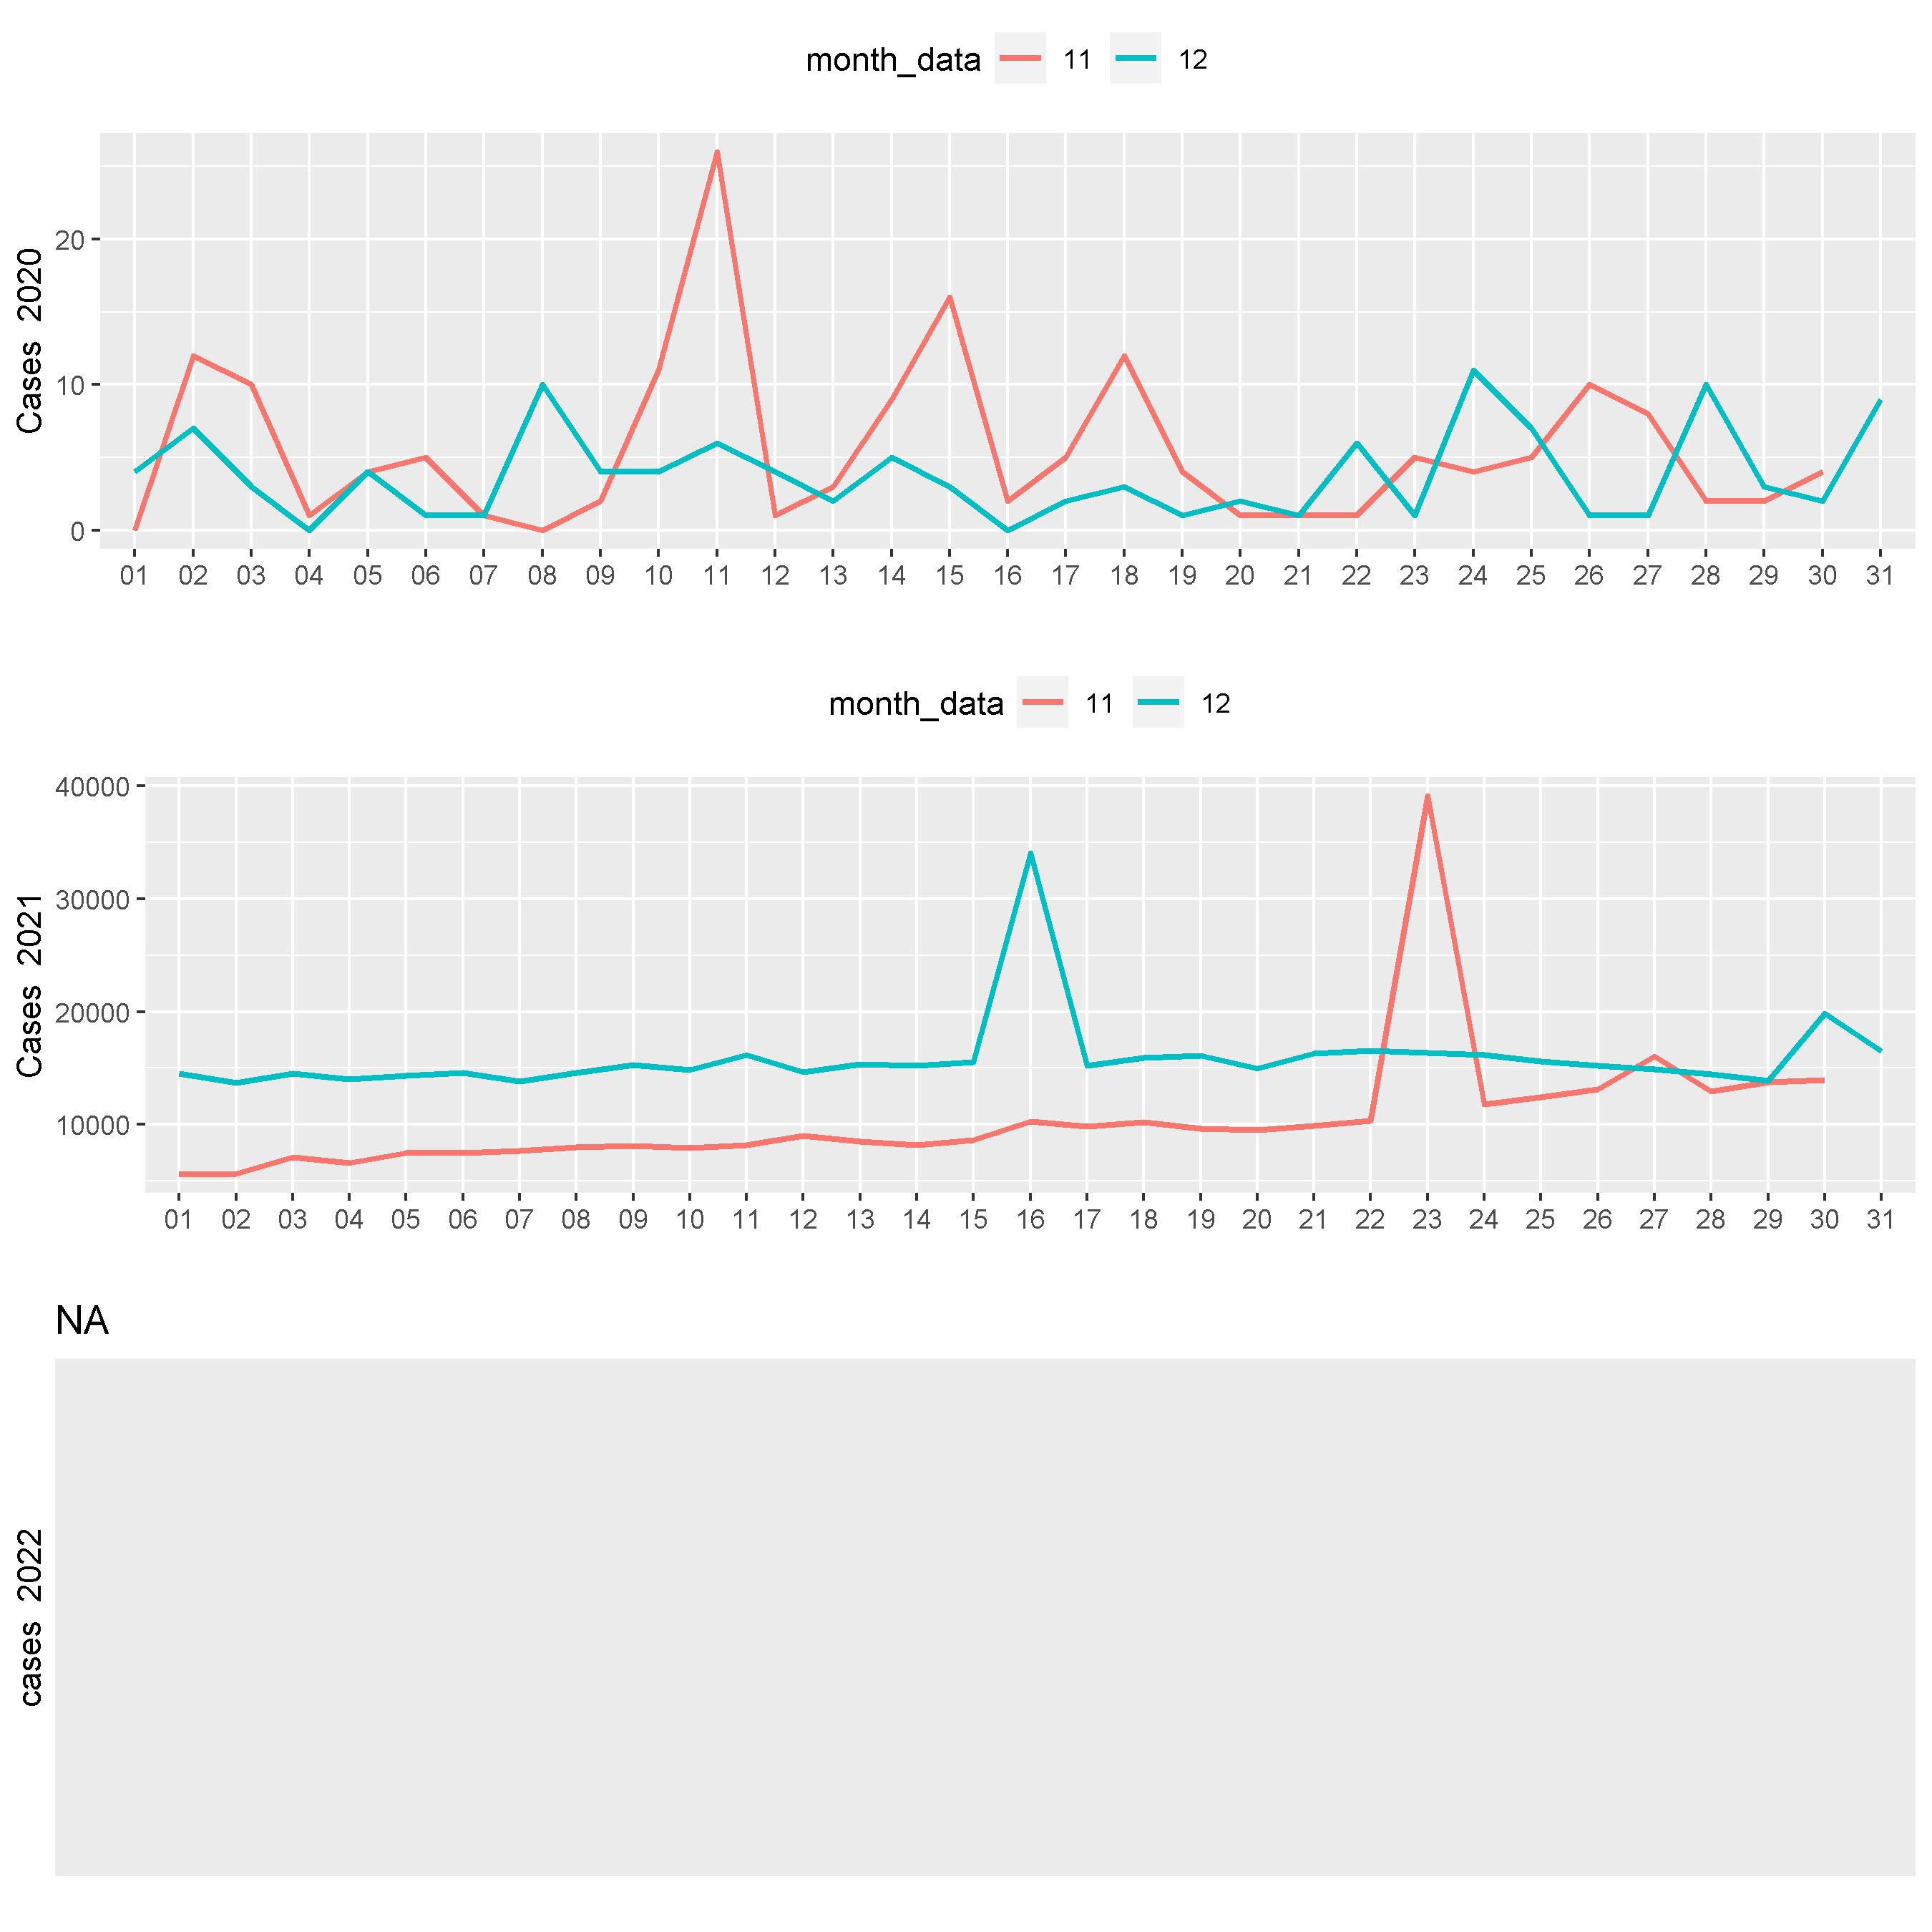 month_data 11 12
Cases 2020
20
10
0
01 02 03 04 05 06 07 08 09 10 11 12 13 14 15 16 17 18 19 20 21 22 23 24 25 26 27 28 29 30 31
month_data 11 12
Cases 2021
40000
30000
20000
10000
01 02 03 04 05 06 07 08 09 10 11 12 13 14 15 16 17 18 19 20 21 22 23 24 25 26 27 28 29 30 31
NA
cases 2022